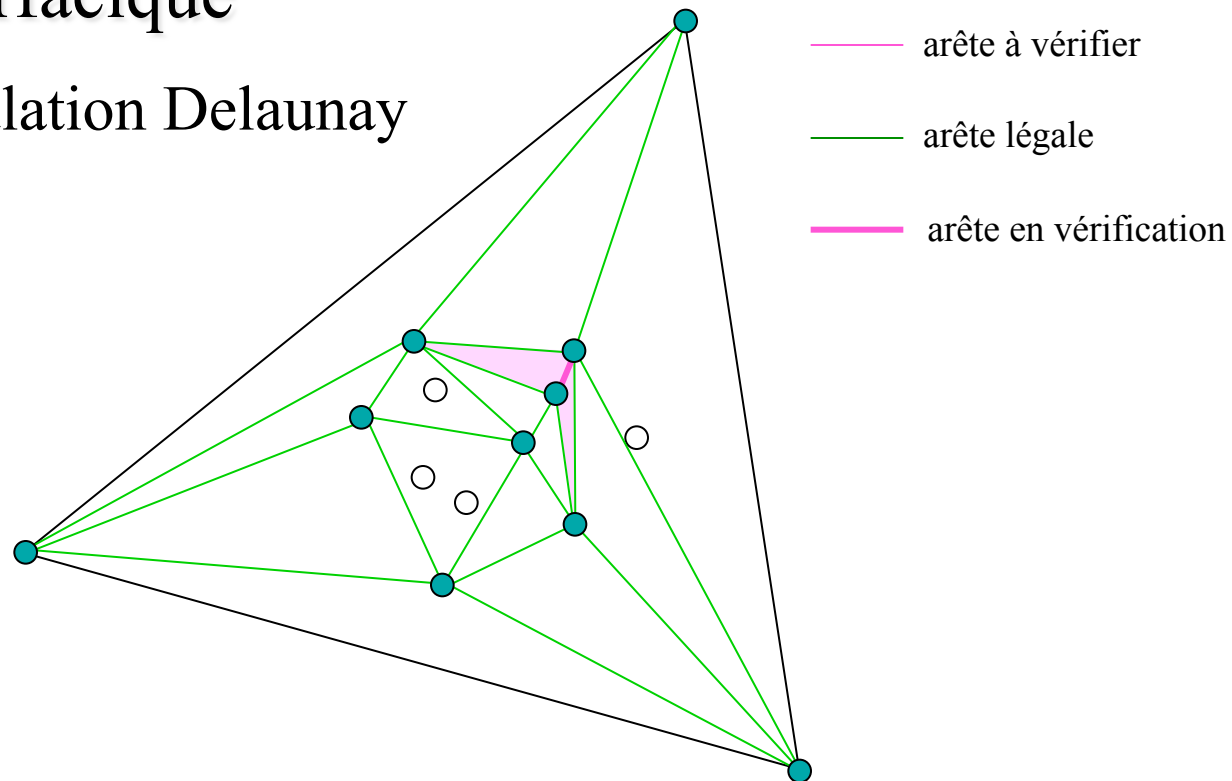 lation Delaunay
arête à vérifier
arête légale
arête en vérification